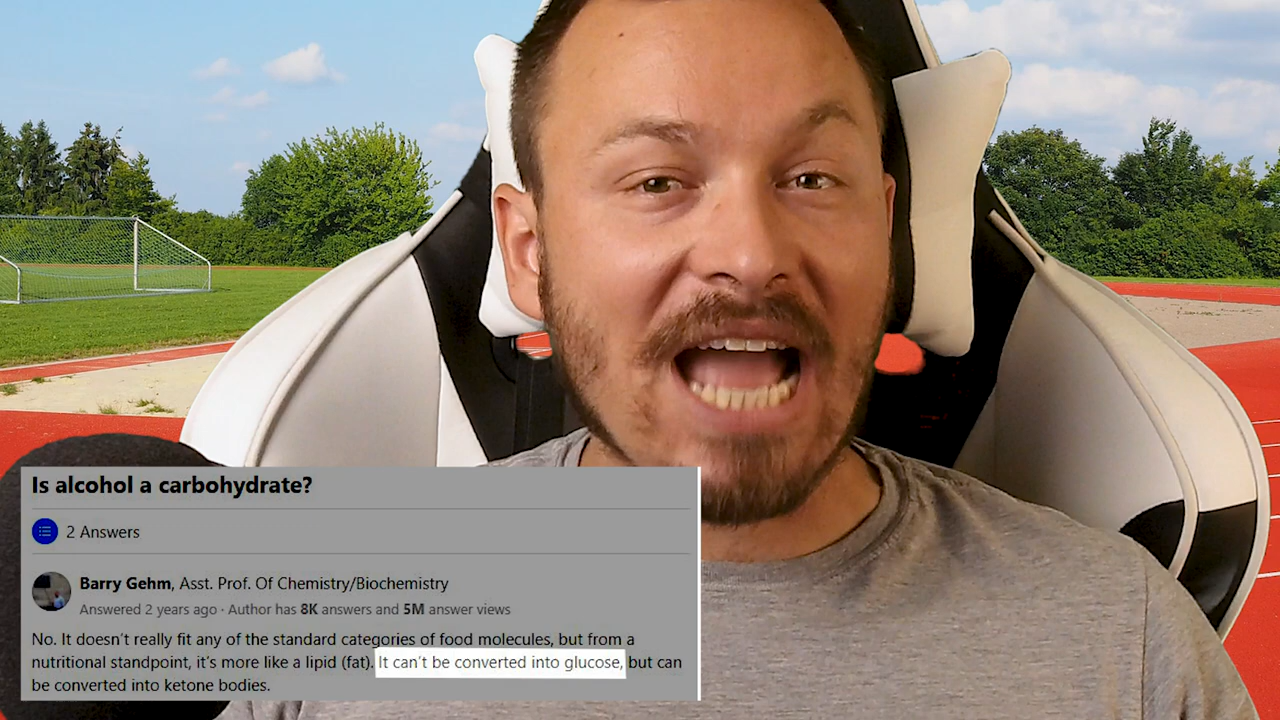 Is alcohol a carbohydrate?
2 Answers
Barry Gehm, Asst. Prof. Of Chemistry/Biochemistry
Answered 2 years ago · Author has 8K answers and 5M answer views
No. It doesn't really fit any of the standard categories of food molecules, but from a
nutritional standpoint, it's more like a lipid (fat). It can't be converted into glucose, but can
be converted into ketone bodies.